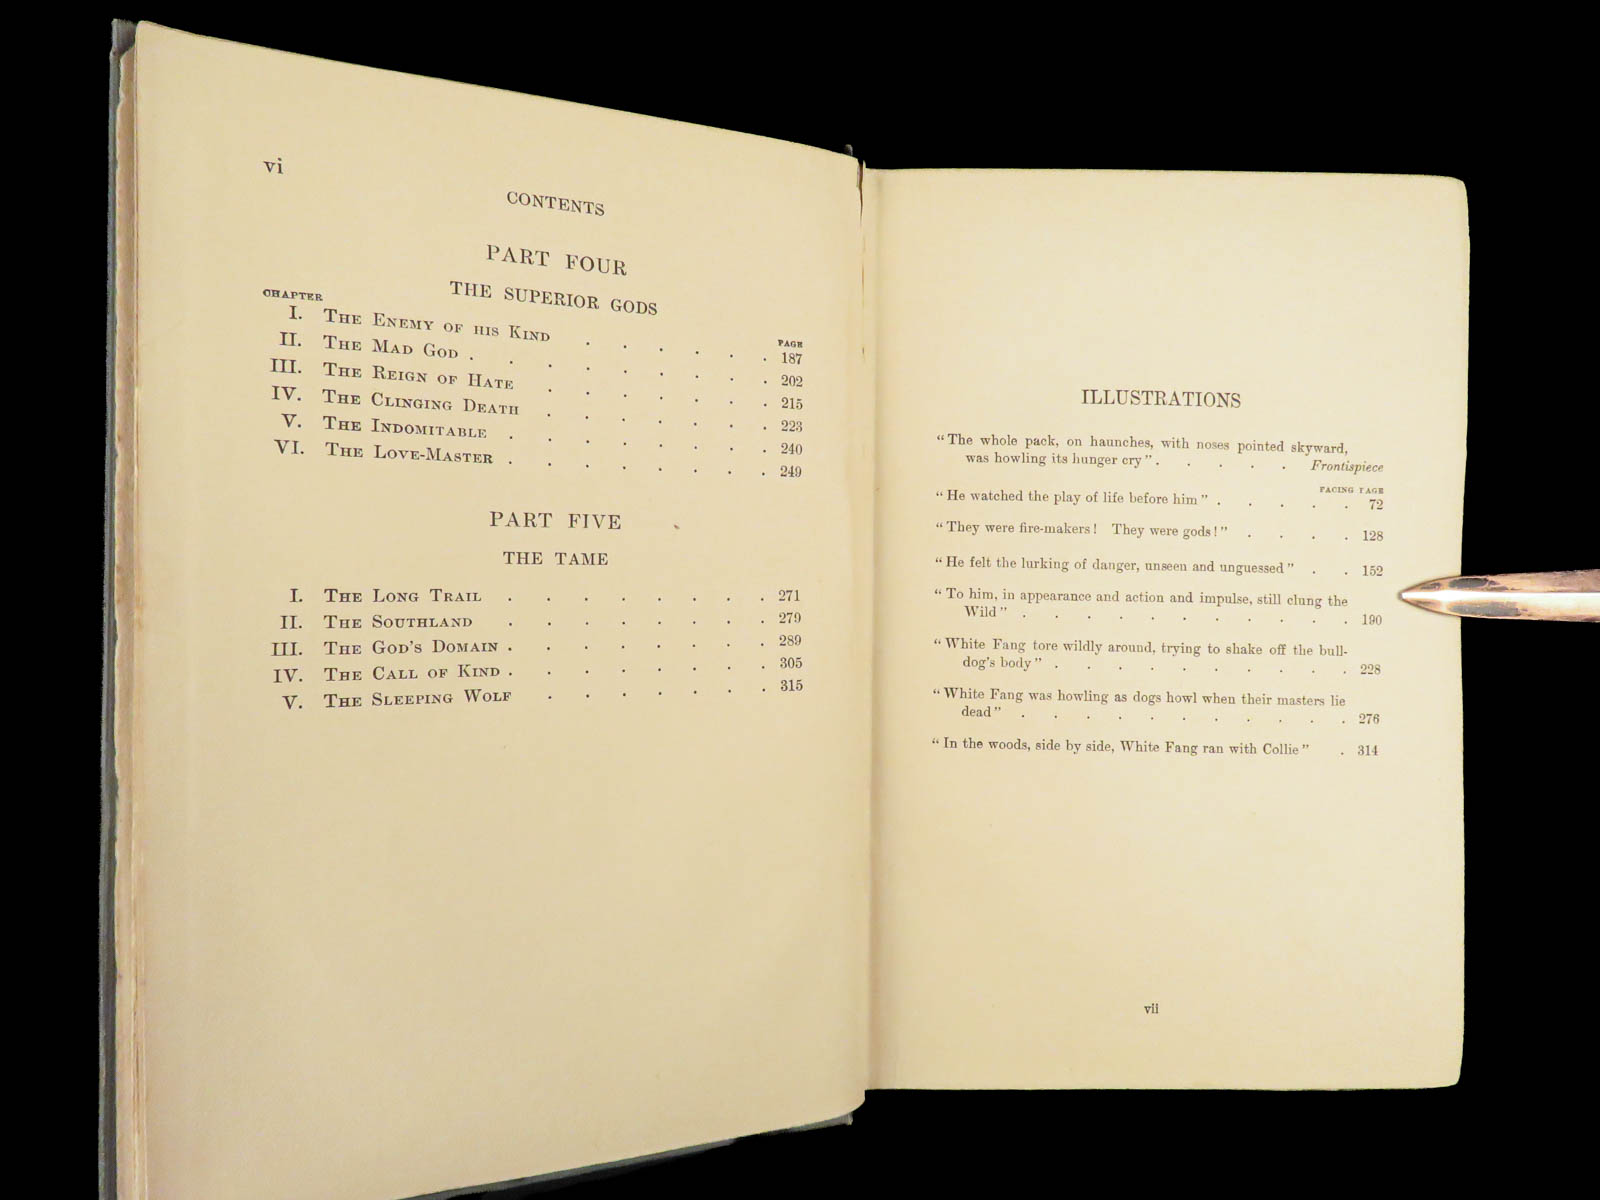 vi
CONTENTS
PART FOUR
THE SUPERIOR GODS
CHAPTER PAGE
I. The Enemy of his Kind . . . . . . 187
II. The Mad God . . . . . . . . . 202
III. The Reign of Hate . . . . . . . 215
IV. The Clinging Death . . . . . . . 223
V. The Indomitable . . . . . . . . 240
VI. The Love-Master . . . . . . . . 249
PART FIVE
THE TAME
I. The Long Trail . . . . . . . . 271
II. The Southland . . . . . . . . 279
III. The God's Domain . . . . . . . . 289
IV. The Call of Kind . . . . . . . . 305
V. The Sleeping Wolf . . . . . . . 315
ILLUSTRATIONS
“The whole pack, on haunches, with noses pointed skyward,
was howling its hunger cry” . . . . . Frontispiece
FACING PAGE
“He watched the play of life before him” . . . . . 72
“They were fire-makers! They were gods!” . . . . 128
“He felt the lurking of danger, unseen and unguessed” . . 152
“To him, in appearance and action and impulse, still clung the
Wild” . . . . . . . . . . . 190
“White Fang tore wildly around, trying to shake off the bull-
dog's body” . . . . . . . . . . 228
“White Fang was howling as dogs howl when their masters lie
dead” . . . . . . . . . . . 276
“In the woods, side by side, White Fang ran with Collie” . 314
vii